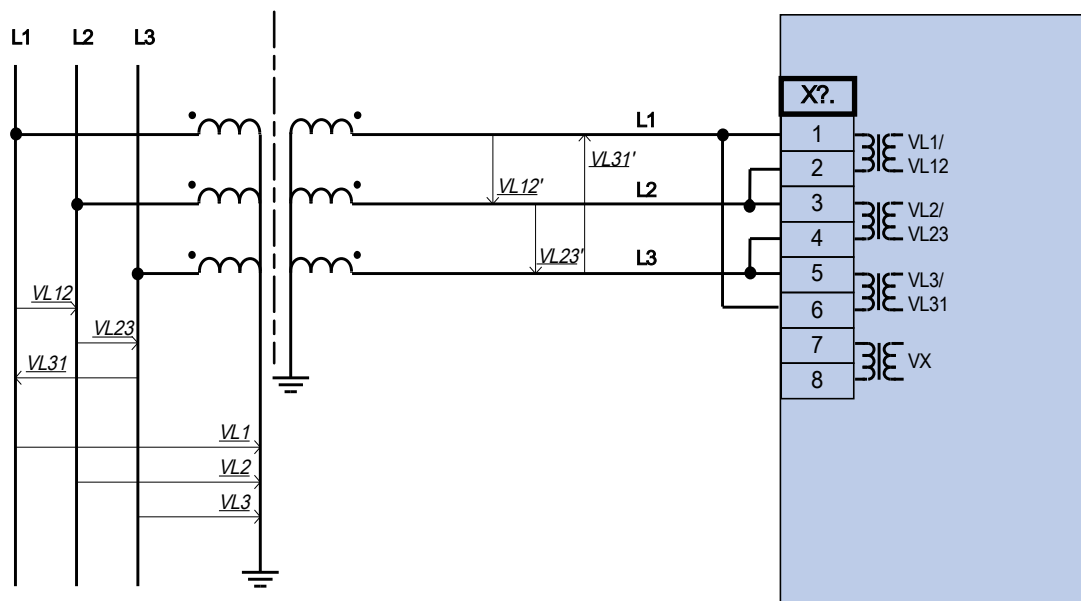 L1 L2 L3
X?.
L1
1
VL1/
VL12
VL31'
2
VL12'
L2
3
VL2/
VL23
4
VL23'
L3
5
VL3/
VL31
6
VL12
VL23
7
VX
VL31
8
VL1
VL2
VL3